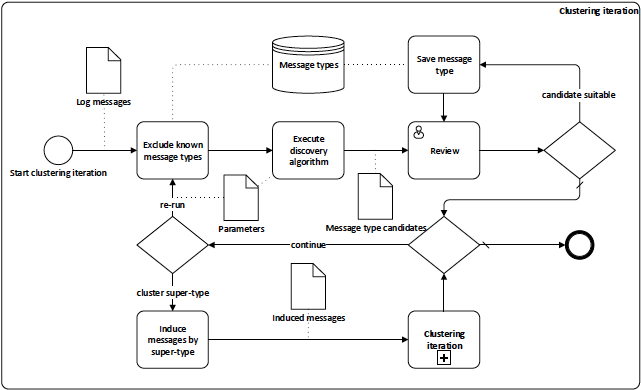 Clustering iteration
Message types
Save message
type
Log messages
candidate suitable
Exclude known
message types
Execute
discovery
algorithm
Review
Start clustering iteration
re-run
Parameters
Message type candidates
continue
cluster super-type
Induced messages
Induce
messages by
super-type
Clustering
iteration